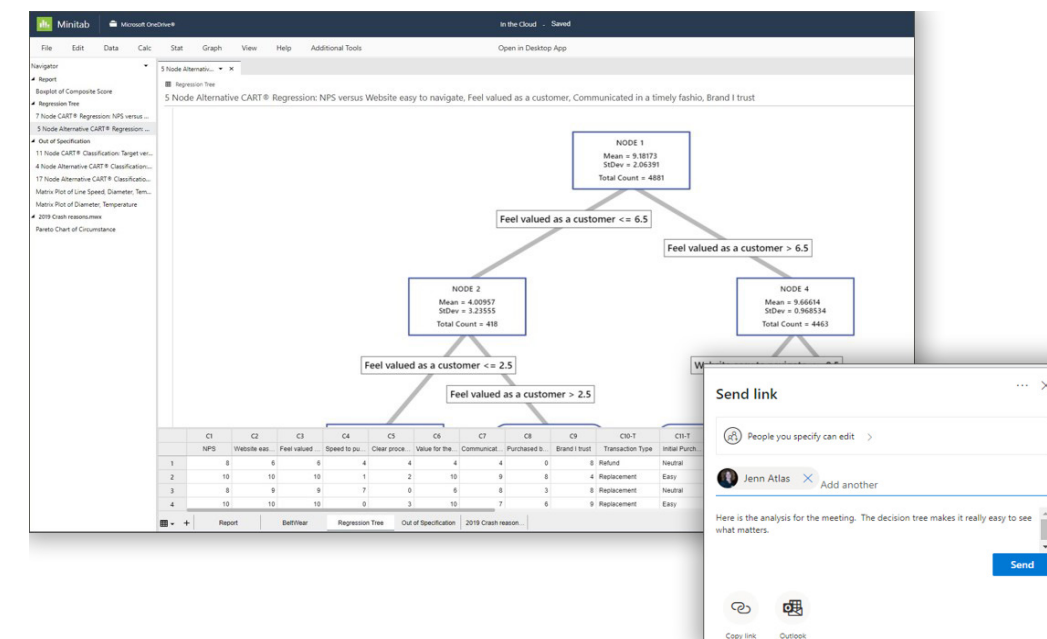 Minitab
Microsoft OneDrive®
In the Cloud - Saved
File Edit Data Calc Stat Graph View Help Additional Tools Open in Desktop App
Navigator
Report
Boxplot of Composite Score
Regression Tree
7 Node CART® Regression: NPS versus ...
5 Node Alternative CART® Regression: ...
Out of Specification
11 Node CART® Classification: Target ver...
4 Node Alternative CART® Classification...
17 Node Alternative CART® Classificatio...
Matrix Plot of Line Speed, Diameter, Tem...
Matrix Plot of Diameter, Temperature
2019 Crash reasons.mwx
Pareto Chart of Circumstance
5 Node Alternativ...
Regression Tree
5 Node Alternative CART® Regression: NPS versus Website easy to navigate, Feel valued as a customer, Communicated in a timely fashio, Brand I trust
NODE 1
Mean = 9.18173
StDev = 2.06391
Total Count = 4881
Feel valued as a customer <= 6.5
Feel valued as a customer > 6.5
NODE 2
Mean = 4.00957
StDev = 3.23555
Total Count = 418
NODE 4
Mean = 9.66614
StDev = 0.968534
Total Count = 4463
Feel valued as a customer <= 2.5
Feel valued as a customer > 2.5
C1 C2 C3 C4 C5 C6 C7 C8 C9 C10-T C11-T
NPS Website eas... Feel valued ... Speed to pu... Clear proce... Value for the... Communicat... Purchased b... Brand I trust Transaction Type Initial Purch
1 8 6 6 4 4 4 4 0 8 Refund Neutral
2 10 10 10 1 2 10 9 8 4 Replacement Easy
3 8 9 9 7 0 6 8 3 8 Replacement Neutral
4 10 10 10 0 3 10 7 6 9 Replacement Easy
Report BeltWear Regression Tree Out of Specification 2019 Crash reason...
Send link
People you specify can edit
Jenn Atlas
Add another
Here is the analysis for the meeting. The decision tree makes it really easy to see
what matters.
Send
Copy link Outlook